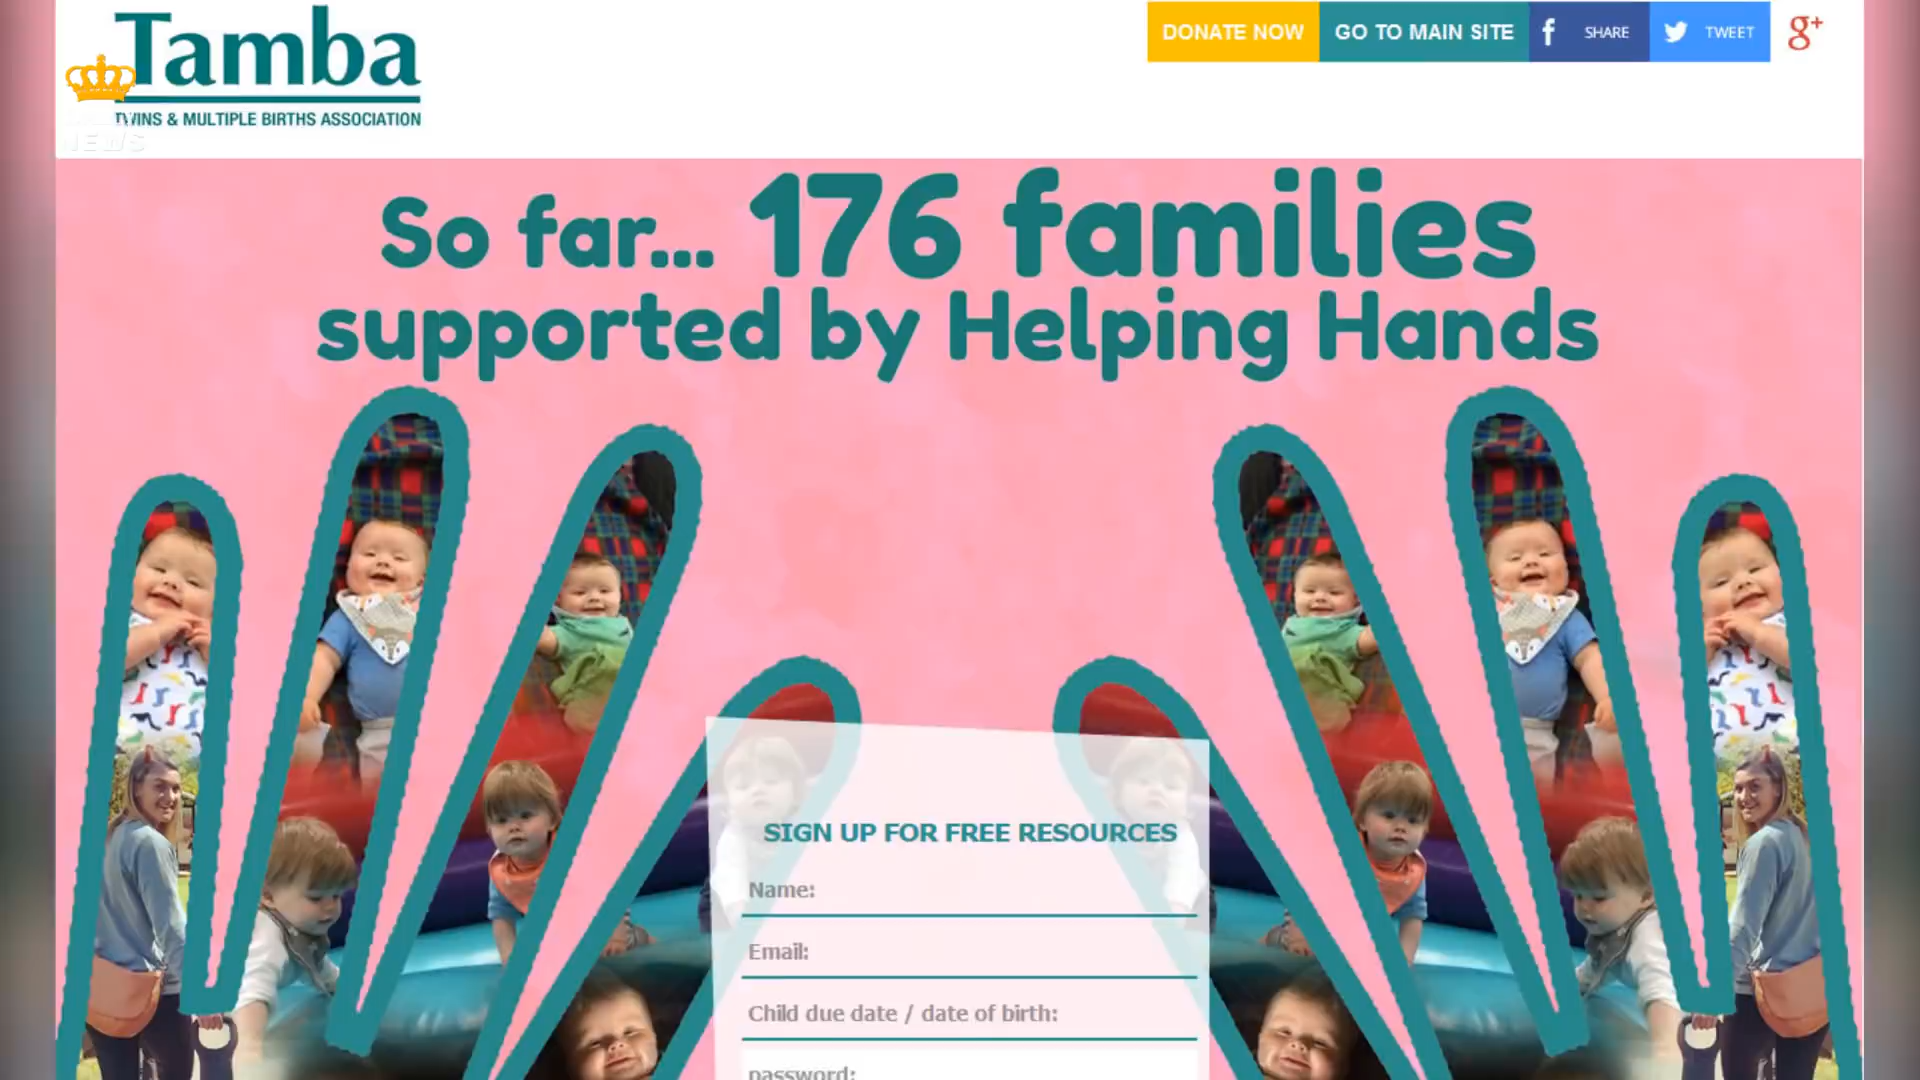 Tamba
TWINS & MULTIPLE BIRTHS ASSOCIATION
NEWS
DONATE NOW
GO TO MAIN SITE
f SHARE
TWEET
g+
So far... 176 families
supported by Helping Hands
SIGN UP FOR FREE RESOURCES
Name:
Email:
Child due date / date of birth:
password: